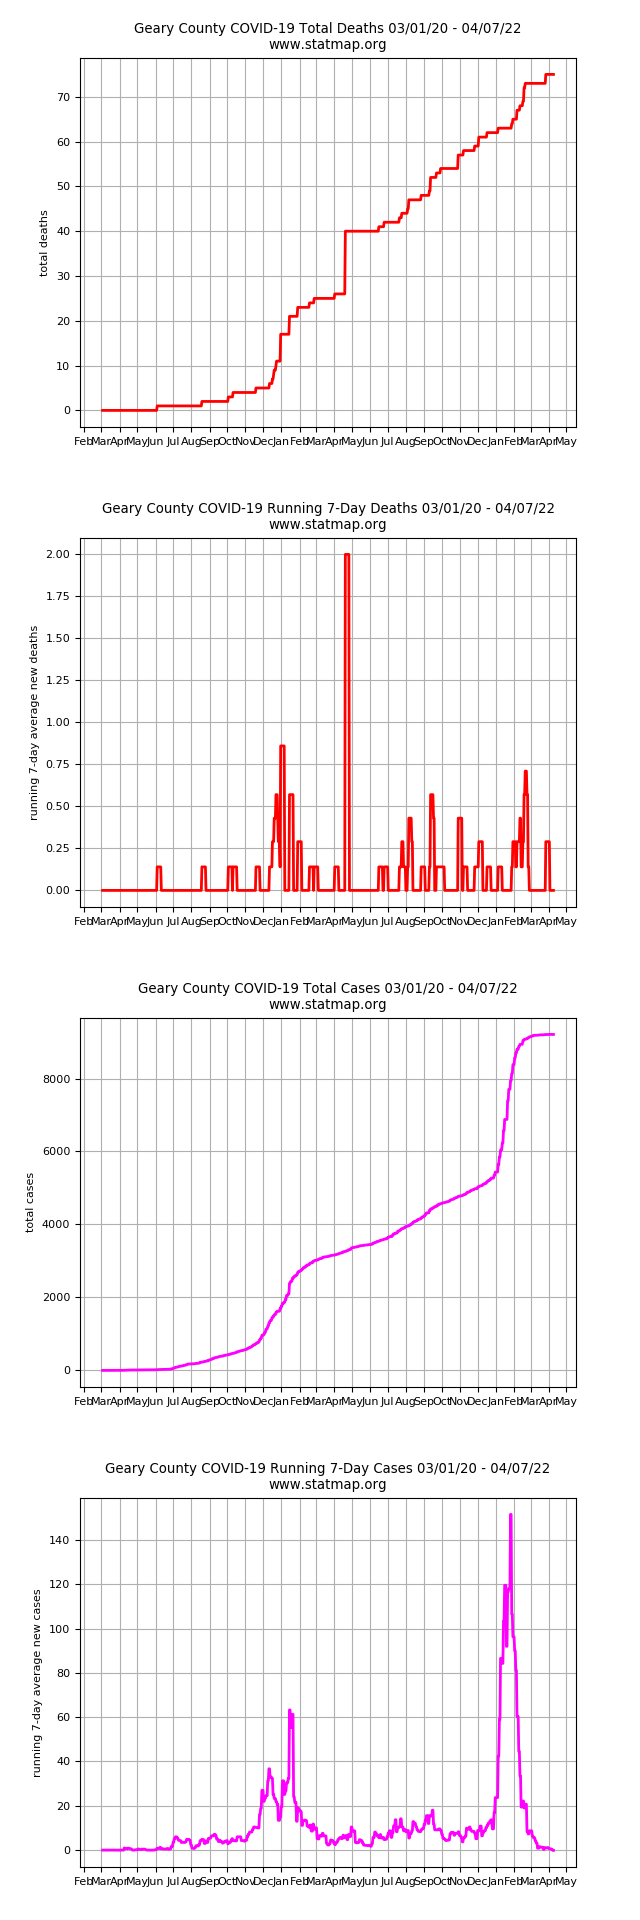 Geary County COVID-19 Total Deaths 03/01/20 - 04/07/22
www.statmap.org
total deaths
70
60
50
40
30
20
10
0
Feb Mar Apr May Jun Jul Aug Sep Oct Nov Dec Jan Feb Mar Apr May Jun Jul Aug Sep Oct Nov Dec Jan Feb Mar Apr May
Geary County COVID-19 Running 7-Day Deaths 03/01/20 - 04/07/22
www.statmap.org
running 7-day average new deaths
2.00
1.75
1.50
1.25
1.00
0.75
0.50
0.25
0.00
Feb Mar Apr May Jun Jul Aug Sep Oct Nov Dec Jan Feb Mar Apr May Jun Jul Aug Sep Oct Nov Dec Jan Feb Mar Apr May
Geary County COVID-19 Total Cases 03/01/20 - 04/07/22
www.statmap.org
total cases
8000
6000
4000
2000
0
Feb Mar Apr May Jun Jul Aug Sep Oct Nov Dec Jan Feb Mar Apr May Jun Jul Aug Sep Oct Nov Dec Jan Feb Mar Apr May
Geary County COVID-19 Running 7-Day Cases 03/01/20 - 04/07/22
www.statmap.org
running 7-day average new cases
140
120
100
80
60
40
20
0
Feb Mar Apr May Jun Jul Aug Sep Oct Nov Dec Jan Feb Mar Apr May Jun Jul Aug Sep Oct Nov Dec Jan Feb Mar Apr May